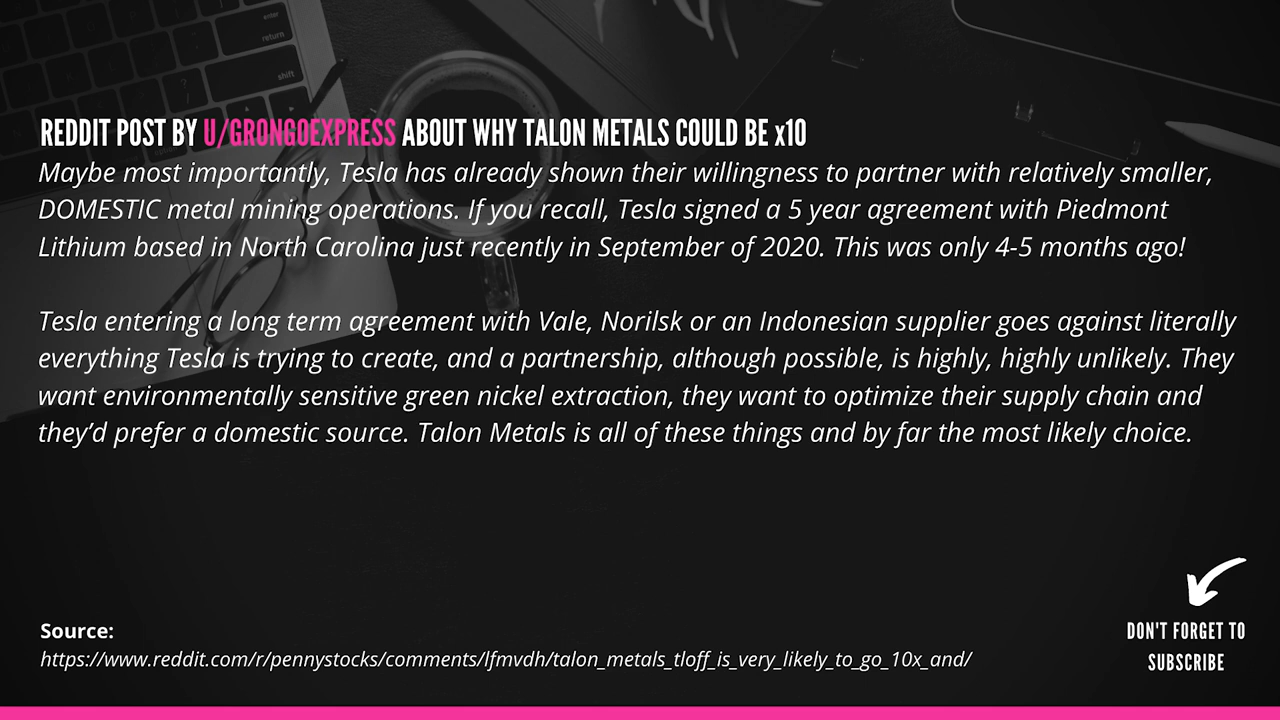 enter
return
shift
REDDIT POST BY U/GRONGOEXPRESS ABOUT WHY TALON METALS COULD BE x10
Maybe most importantly, Tesla has already shown their willingness to partner with relatively smaller,
DOMESTIC metal mining operations. If you recall, Tesla signed a 5 year agreement with Piedmont
Lithium based in North Carolina just recently in September of 2020. This was only 4-5 months ago!
Tesla entering a long term agreement with Vale, Norilsk or an Indonesian supplier goes against literally
everything Tesla is trying to create, and a partnership, although possible, is highly, highly unlikely. They
want environmentally sensitive green nickel extraction, they want to optimize their supply chain and
they’d prefer a domestic source. Talon Metals is all of these things and by far the most likely choice.
Source:
https://www.reddit.com/r/pennystocks/comments/lfmvdh/talon_metals_tloff_is_very_likely_to_go_10x_and/
DON'T FORGET TO
SUBSCRIBE